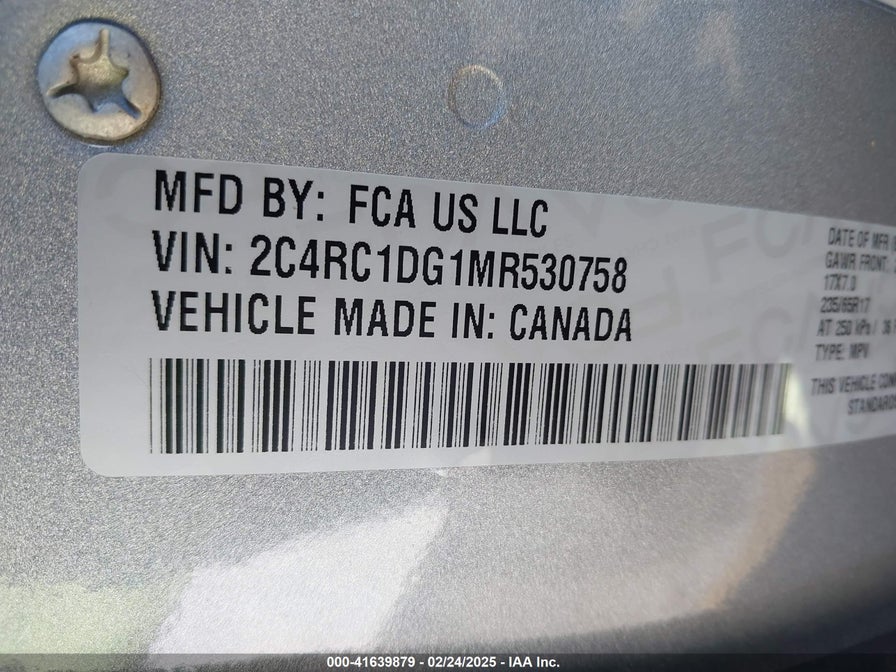 MFD BY: FCA US LLC
VIN: 2C4RC1DG1MR530758
VEHICLE MADE IN: CANADA
DATE OF MFR
GAWR FRONT:
17X7.0
235/65R17
AT 250 kPa / 36
TYPE: MPV
THIS VEHICLE
STANDARDS
000-41639879 - 02/24/2025 - IAA Inc.